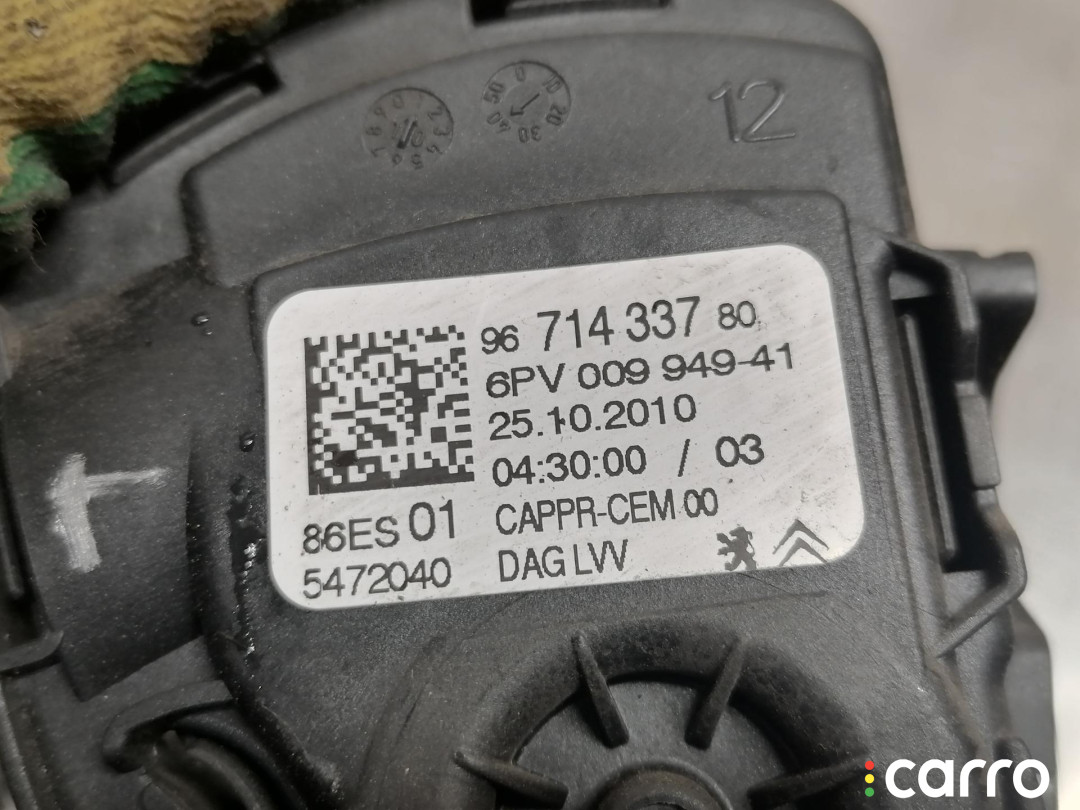 12
96 714 337 80
6PV 009 949-41
25.10.2010
04:30:00 / 03
86ES 01 CAPPR-CEM 00
5472040 DAG LVV
carro